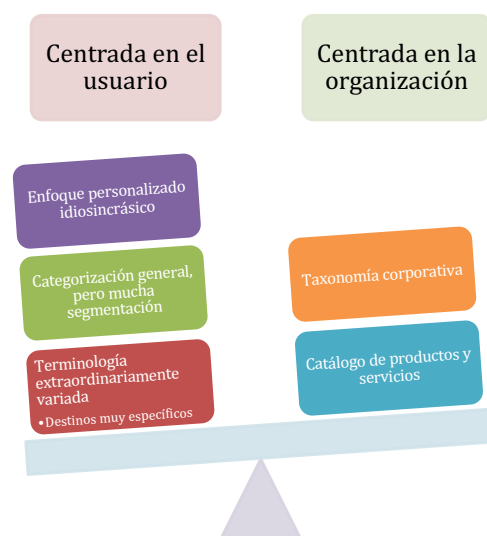 Centrada en el
usuario
Centrada en la
organización
Enfoque personalizado
idiosincrásico
Categorización general,
pero mucha
segmentación
Terminología
extraordinariamente
variada
•Destinos muy específicos
Taxonomía corporativa
Catálogo de productos y
servicios